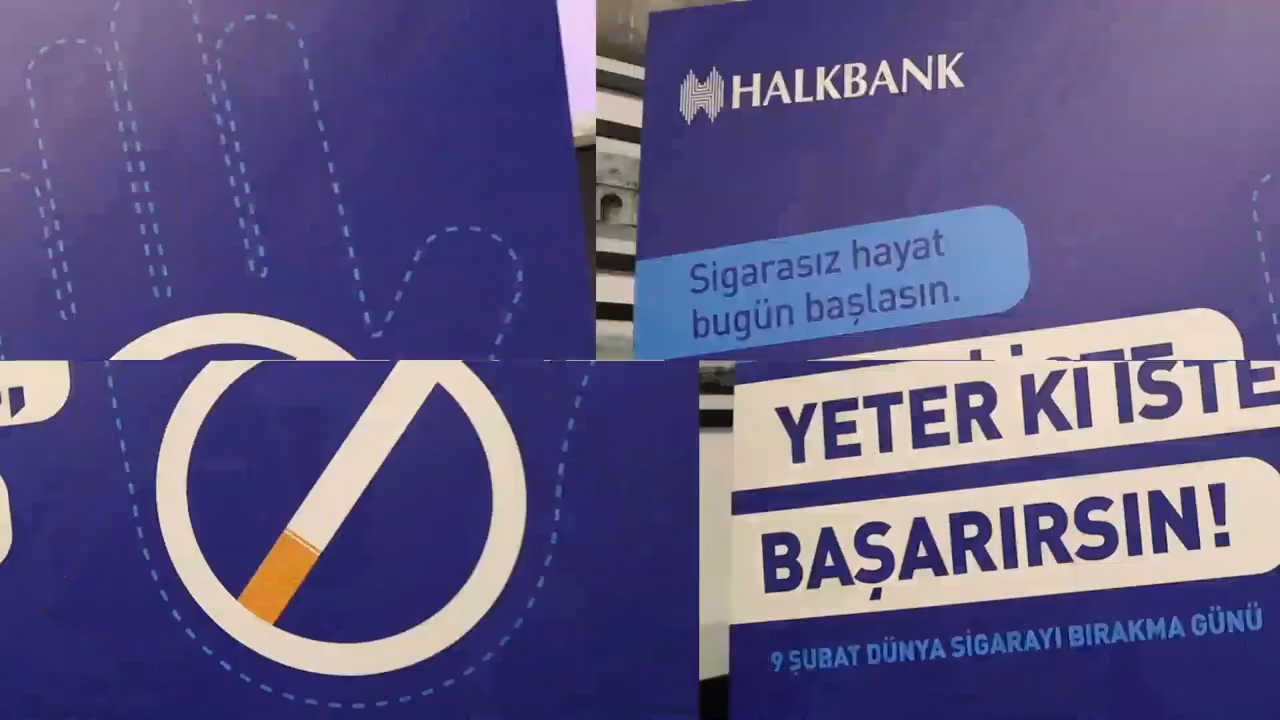 HALKBANK
Sigarasız hayat
bugün başlasın.
YETER Kİ İSTE
BAŞARIRSIN!
9 ŞUBAT DÜNYA SİGARAYI BIRAKMA GÜNÜ